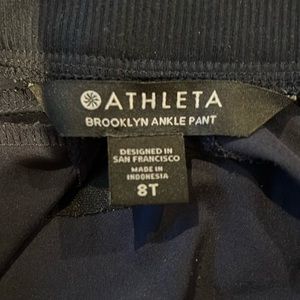 ATHLETA
BROOKLYN ANKLE PANT
DESIGNED IN
SAN FRANCISCO
MADE IN
INDONESIA
8T